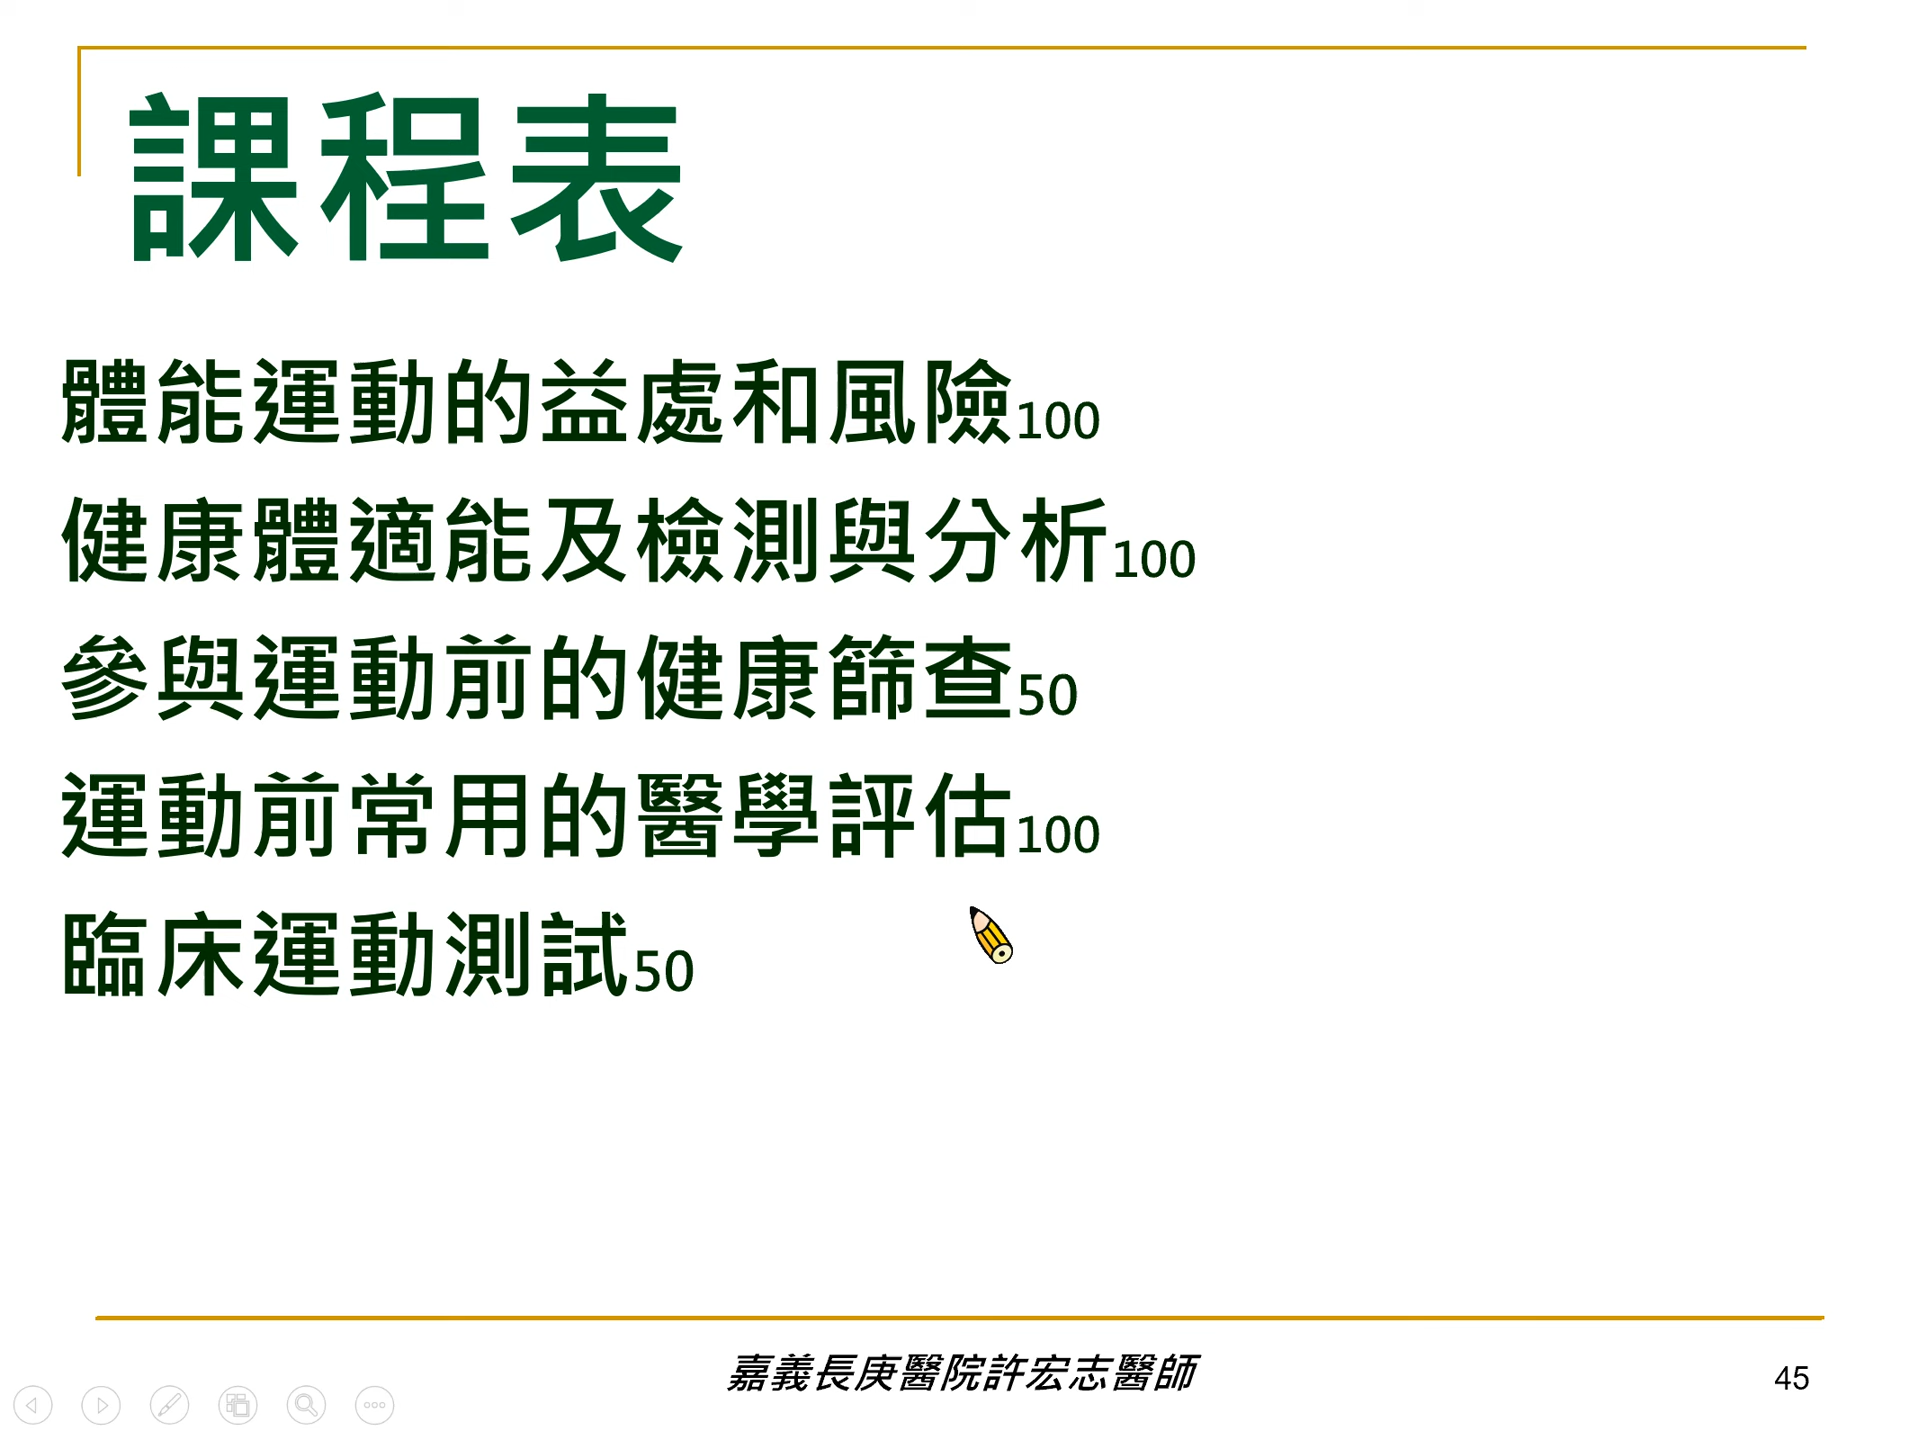 課程表
體能運動的益處和風險100
健康體適能及檢測與分析100
參與運動前的健康篩查50
運動前常用的醫學評估100
臨床運動測試50
嘉義長庚醫院許宏志醫師
45